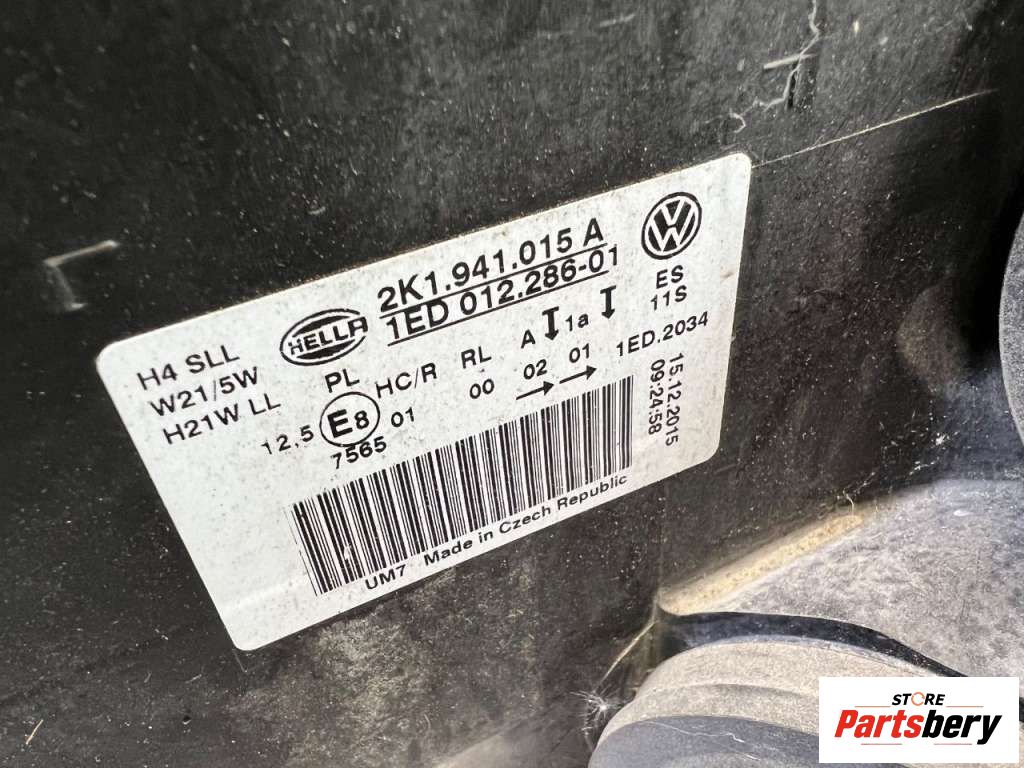 2K1.941.015 A
1ED 012.286-01
HELLA
H4 SLL
W21/5W
H21W LL
PL HC/R RL A 1a
ES
11S
12,5 E8 01 00 02 01 1ED.2034
7565
15.12.2015
09:24:58
UM7 Made in Czech Republic
STORE
Partsbery